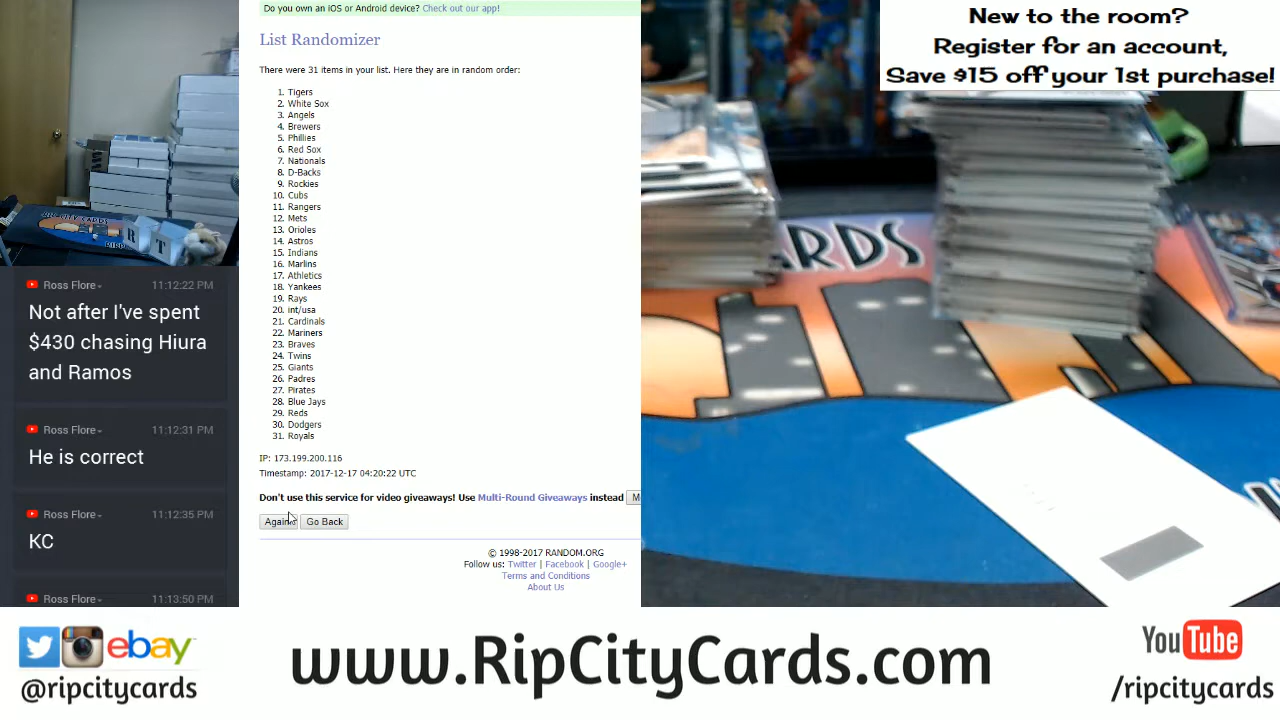 Do you own an iOS or Android device? Check out our app!
List Randomizer
There were 31 items in your list. Here they are in random order:
1. Tigers
2. White Sox
3. Angels
4. Brewers
5. Phillies
6. Red Sox
7. Nationals
8. D-Backs
9. Rockies
10. Cubs
11. Rangers
12. Mets
13. Orioles
14. Astros
15. Indians
16. Marlins
17. Athletics
18. Yankees
19. Rays
20. int/usa
21. Cardinals
22. Mariners
23. Braves
24. Twins
25. Giants
26. Padres
27. Pirates
28. Blue Jays
29. Reds
30. Dodgers
31. Royals
IP: 173.199.200.116
Timestamp: 2017-12-17 04:20:22 UTC
Don't use this service for video giveaways! Use Multi-Round Giveaways instead
Again! Go Back
© 1998-2017 RANDOM.ORG
Follow us: Twitter | Facebook | Google+
Terms and Conditions
About Us
New to the room?
Register for an account,
Save $15 off your 1st purchase!
RIP CITY CARDS
R T
ARDS
Ross Flore 11:12:22 PM
Not after I've spent
$430 chasing Hiura
and Ramos
Ross Flore 11:12:31 PM
He is correct
Ross Flore 11:12:35 PM
KC
Ross Flore 11:13:50 PM
ebay
@ripcitycards
www.RipCityCards.com
YouTube
/ripcitycards